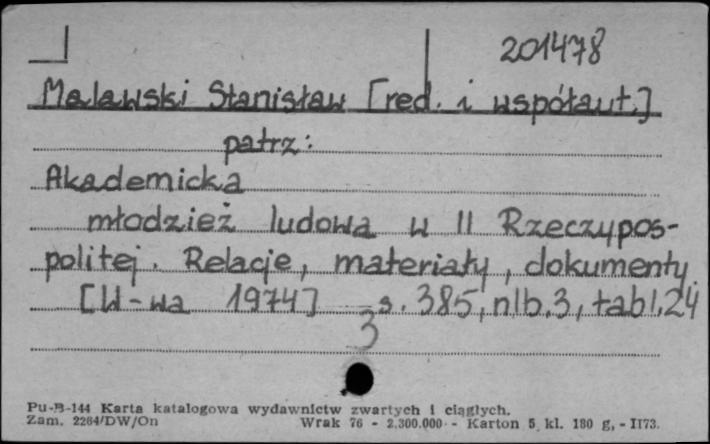 201478
Malawski Stanisław [red. i współaut.]
patrz:
Akademicka
młodzież ludowa w II Rzeczypos-
politej. Relacje, materiały, dokumenty.
[W-wa 1974] s. 385, nlb. 3, tabl. 24
3
Pu-B-144 Karta katalogowa wydawnictw zwartych i ciągłych.
Zam. 2264/DW/On Wrak 76 - 2.300.000 - Karton 5 kl. 180 g, - II73.